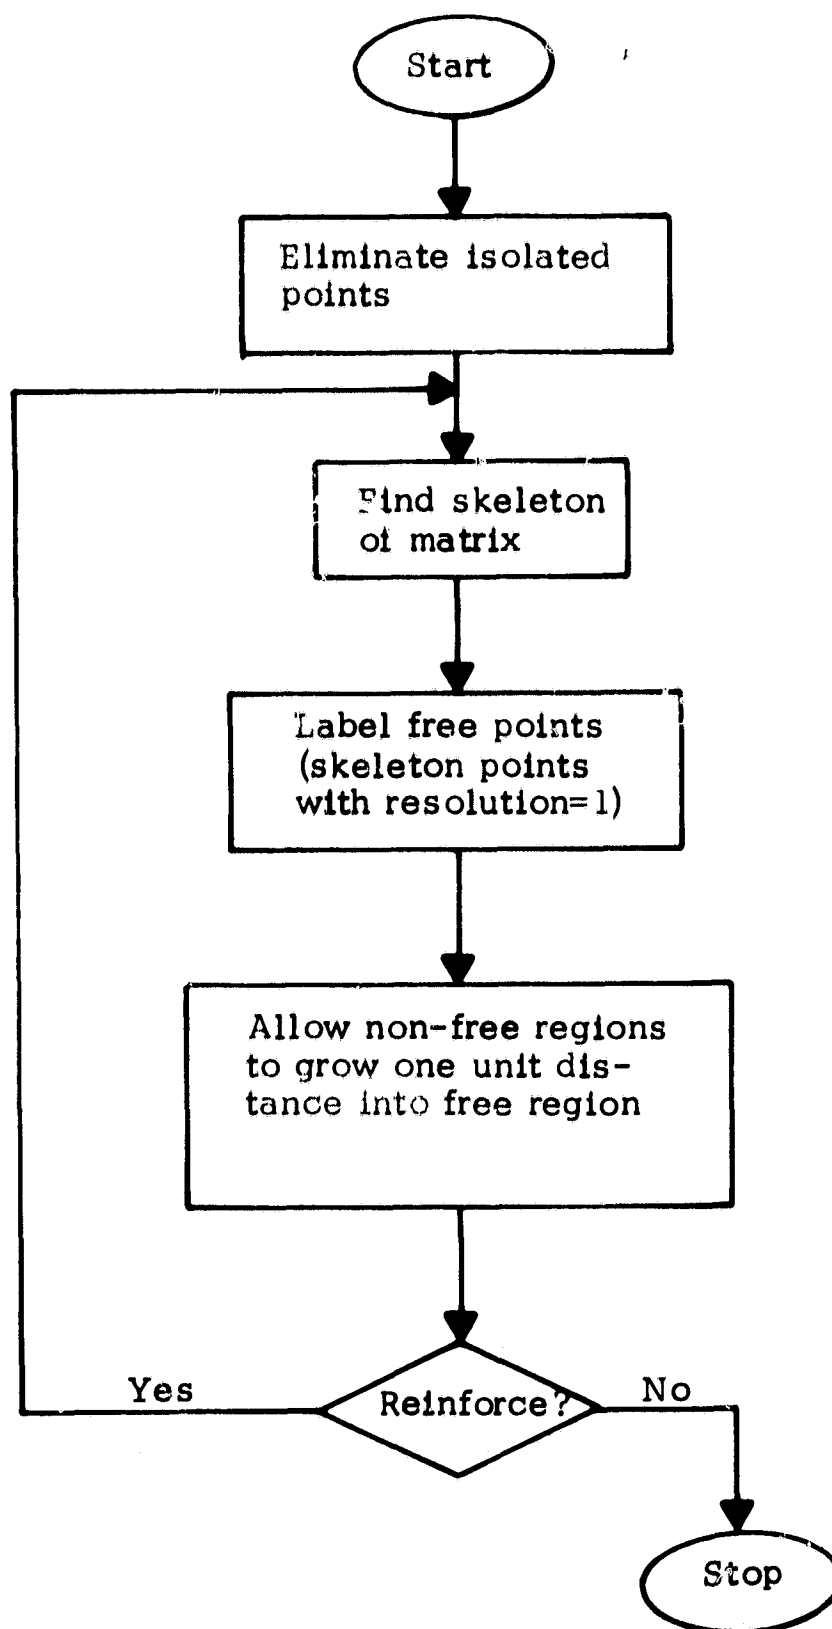 Start
Eliminate isolated
points
Find skeleton
of matrix
Label free points
(skeleton points
with resolution=1)
Allow non-free regions
to grow one unit dis-
tance into free region
Reinforce?
Yes
No
Stop